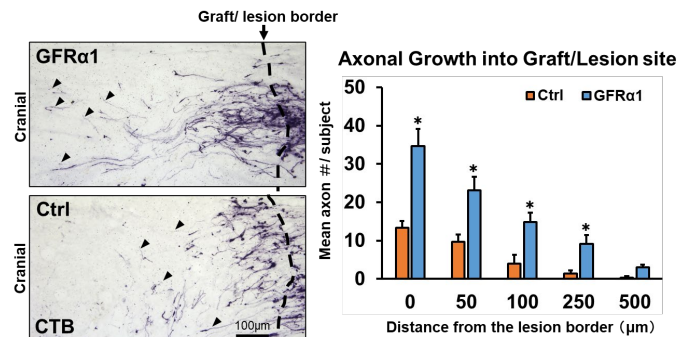 Graft/ lesion border
GFRα1
Cranial
Ctrl
Cranial
CTB
100μm
Axonal Growth into Graft/Lesion site
Ctrl
GFRα1
Mean axon #/ subject
50
40
30
20
10
0
*
*
*
*
0 50 100 250 500
Distance from the lesion border (μm)